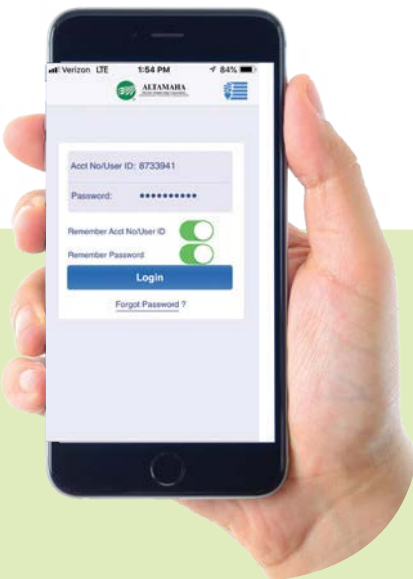 Verizon LTE 1:54 PM 84%
ALTAMAHA
Acct No/User ID: 8733941
Password: ••••••••••
Remember Acct No/User ID
Remember Password
Login
Forgot Password ?